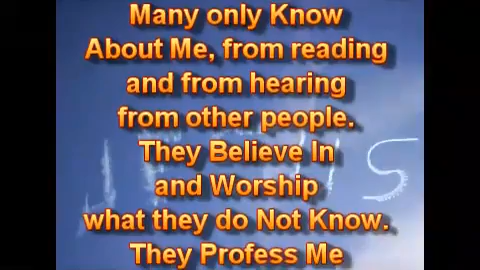 Many only Know
About Me, from reading
and from hearing
from other people.
They Believe In
and Worship
what they do Not Know.
They Profess Me
JESUS